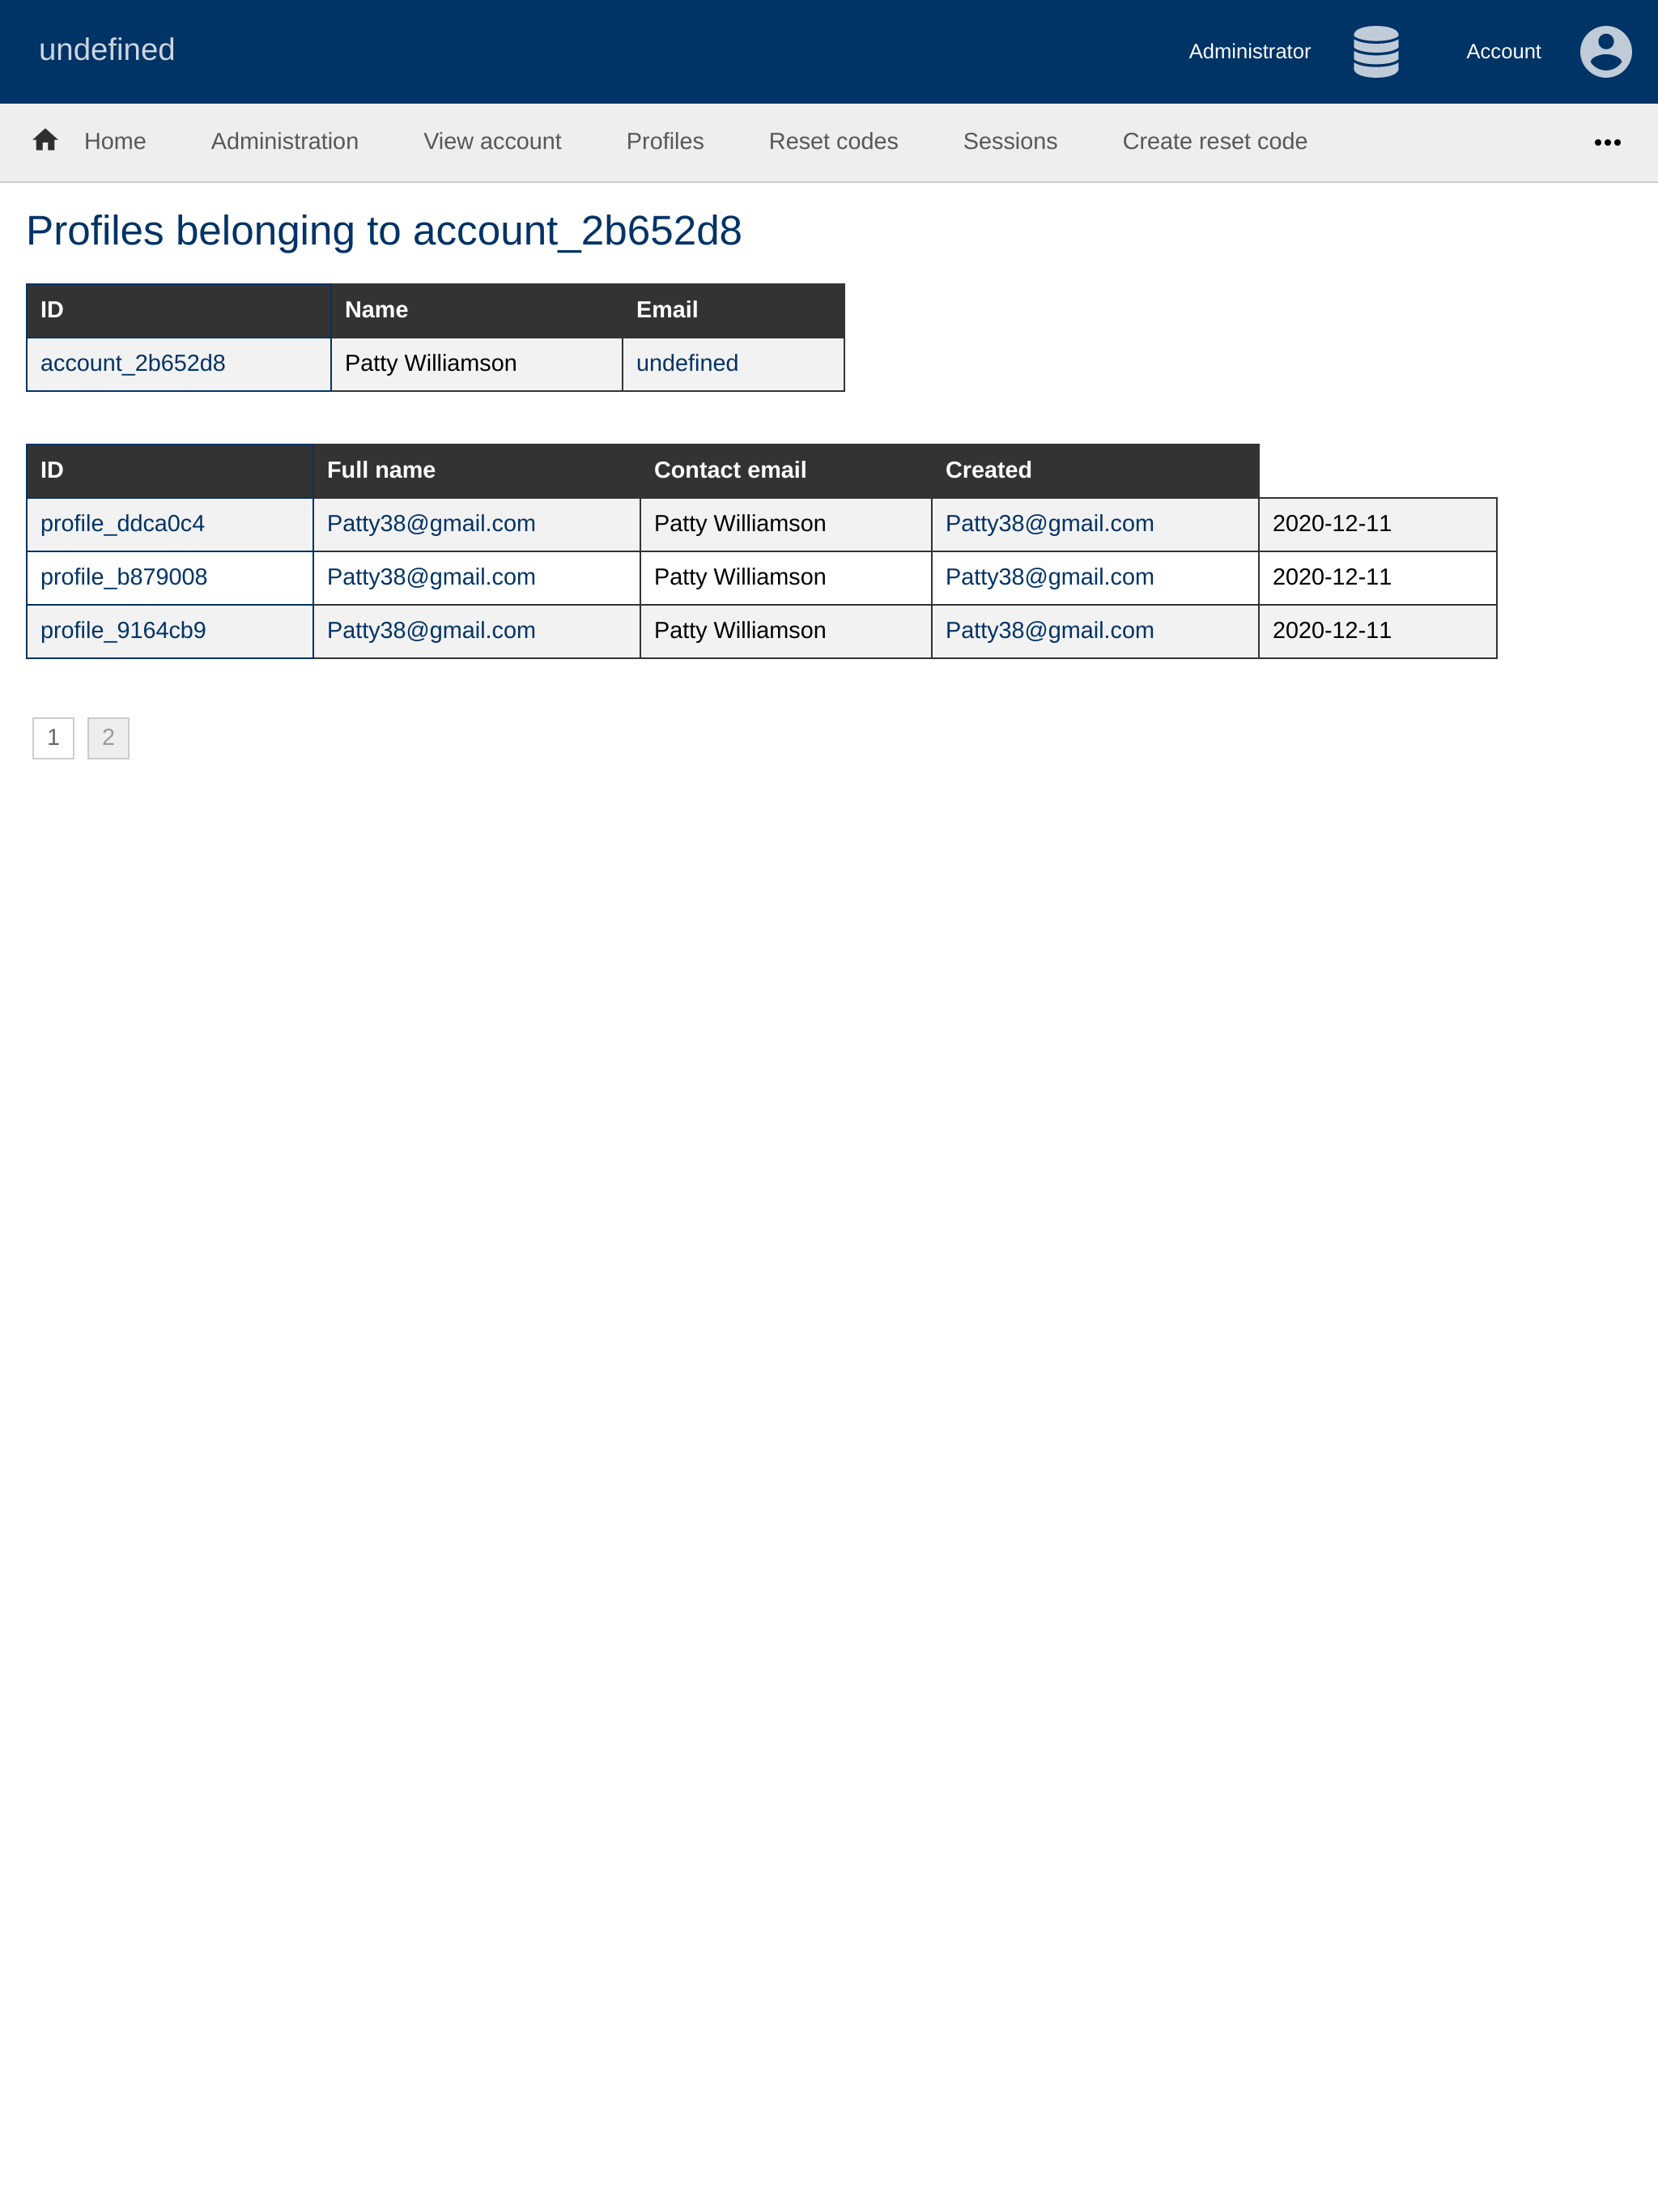 undefined Administrator Account
Home Administration View account Profiles Reset codes Sessions Create reset code •••
Profiles belonging to account_2b652d8
ID Name Email
account_2b652d8 Patty Williamson undefined
ID Full name Contact email Created
profile_ddca0c4 Patty38@gmail.com Patty Williamson Patty38@gmail.com 2020-12-11
profile_b879008 Patty38@gmail.com Patty Williamson Patty38@gmail.com 2020-12-11
profile_9164cb9 Patty38@gmail.com Patty Williamson Patty38@gmail.com 2020-12-11
1 2